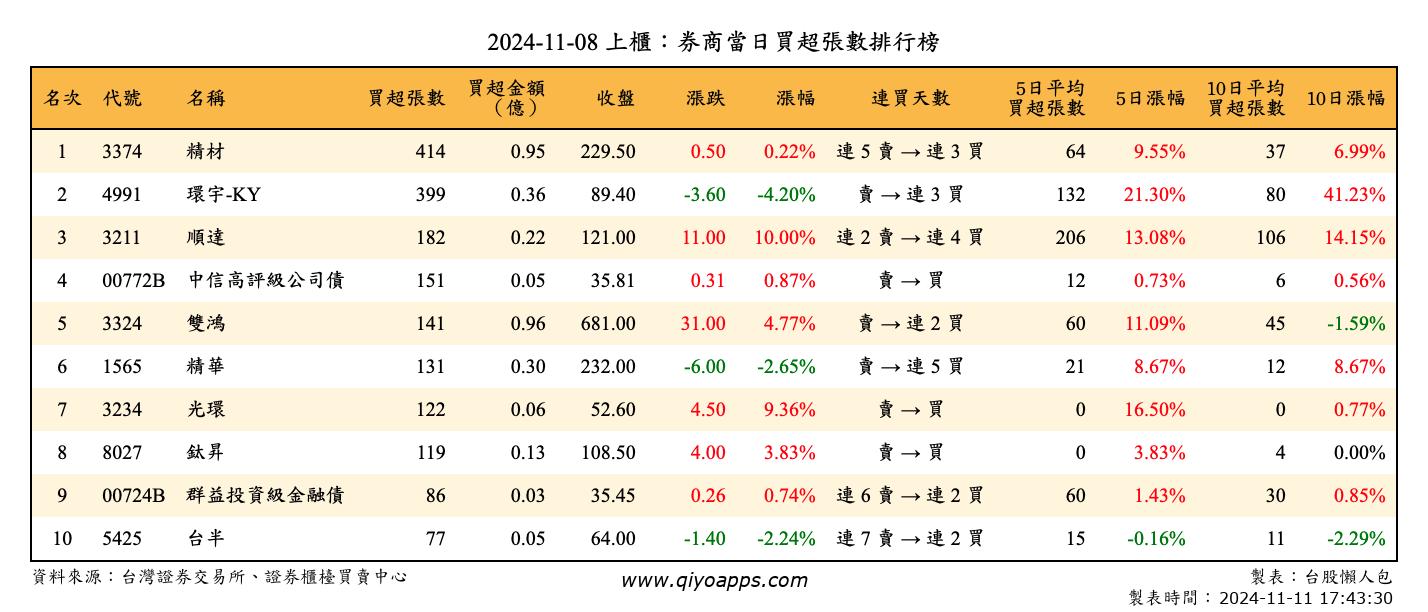 2024-11-08 上櫃：券商當日買超張數排行榜
名次 代號 名稱 買超張數 買超金額（億） 收盤 漲跌 漲幅 連買天數 5日平均買超張數 5日漲幅 10日平均買超張數 10日漲幅
1 3374 精材 414 0.95 229.50 0.50 0.22% 連 5 賣 → 連 3 買 64 9.55% 37 6.99%
2 4991 環宇-KY 399 0.36 89.40 -3.60 -4.20% 賣 → 連 3 買 132 21.30% 80 41.23%
3 3211 順達 182 0.22 121.00 11.00 10.00% 連 2 賣 → 連 4 買 206 13.08% 106 14.15%
4 00772B 中信高評級公司債 151 0.05 35.81 0.31 0.87% 賣 → 買 12 0.73% 6 0.56%
5 3324 雙鴻 141 0.96 681.00 31.00 4.77% 賣 → 連 2 買 60 11.09% 45 -1.59%
6 1565 精華 131 0.30 232.00 -6.00 -2.65% 賣 → 連 5 買 21 8.67% 12 8.67%
7 3234 光環 122 0.06 52.60 4.50 9.36% 賣 → 買 0 16.50% 0 0.77%
8 8027 鈦昇 119 0.13 108.50 4.00 3.83% 賣 → 買 0 3.83% 4 0.00%
9 00724B 群益投資級金融債 86 0.03 35.45 0.26 0.74% 連 6 賣 → 連 2 買 60 1.43% 30 0.85%
10 5425 台半 77 0.05 64.00 -1.40 -2.24% 連 7 賣 → 連 2 買 15 -0.16% 11 -2.29%
資料來源：台灣證券交易所、證券櫃檯買賣中心 www.qiyoapps.com 製表：台股懶人包
製表時間：2024-11-11 17:43:30